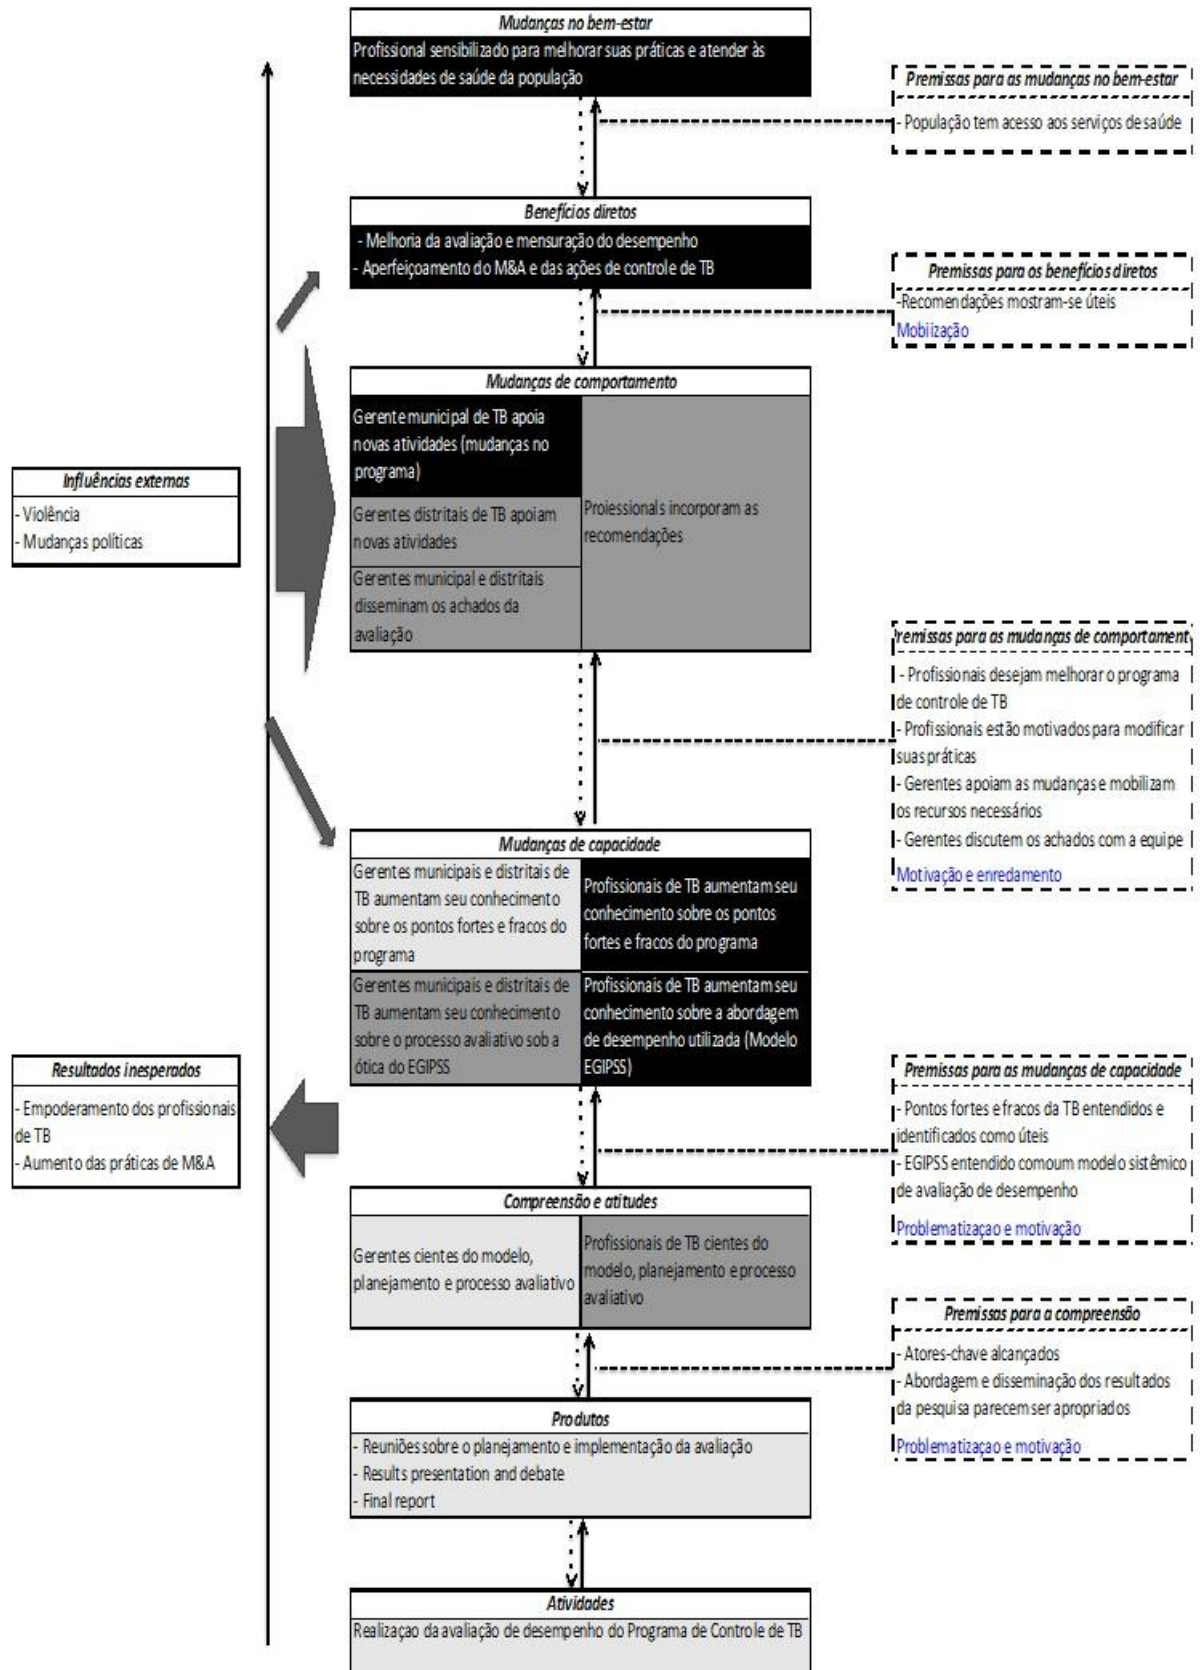 Mudanças no bem-estar
Profissional sensibilizado para melhorar suas práticas e atender às
necessidades de saúde da população
Premissas para as mudanças no bem-estar
- População tem acesso aos serviços de saúde
Benefícios diretos
- Melhoria da avaliação e mensuração do desempenho
- Aperfeiçoamento do M&A e das ações de controle de TB
Premissas para os benefícios diretos
-Recomendações mostram-se úteis
Mobiização
Mudanças de comportamento
Gerente municipal de TB apoia
novas atividades (mudanças no
programa)
Gerentes distritais de TB apoiam
novas atividades
Gerentes municipal e distritais
disseminam os achados da
avaliação
Proiessionals incorporam as
recomendações
Influências externas
- Violência
- Mudanças políticas
remissas para as mudanças de comportament
- Profissionais desejam melhorar o programa
de controle de TB
- Profissionais estão motivados para modificar
suas práticas
- Gerentes apoiam as mudanças e mobilizam
os recursos necessários
- Gerentes discutem os achados com a equipe
Motivação e enredamento
Mudanças de capacidade
Gerentes municipais e distritais de
TB aumentam seu conhecimento
sobre os pontos fortes e fracos do
programa
Profissionais de TB aumentam seu
conhecimento sobre os pontos
fortes e fracos do programa
Gerentes municipais e distritais de
TB aumentam seu conhecimento
sobre o processo avaliativo sob a
ótica do EGIPSS
Profissionais de TB aumentam seu
conhecimento sobre a abordagem
de desempenho utilizada (Modelo
EGIPSS)
Resultados inesperados
- Empoderamento dos profissionais
de TB
- Aumento das práticas de M&A
Premissas para as mudanças de capacidade
- Pontos fortes e fracos da TB entendidos e
identificados como úteis
- EGIPSS entendido comoum modelo sistêmico
de avaliação de desempenho
Problematizaçao e motivação
Compreensão e atitudes
Gerentes cientes do modelo,
planejamento e processo avaliativo
Profissionais de TB cientes do
modelo, planejamento e processo
avaliativo
Premissas para a compreensão
- Atores-chave alcançados
- Abordagem e disseminação dos resultados
da pesquisa parecem ser apropriados
Problematizaçao e motivação
Produtos
- Reuniões sobre o planejamento e implementação da avaliação
- Results presentation and debate
- Final report
Atividades
Realizaçao da avaliação de desempenho do Programa de Controle de TB